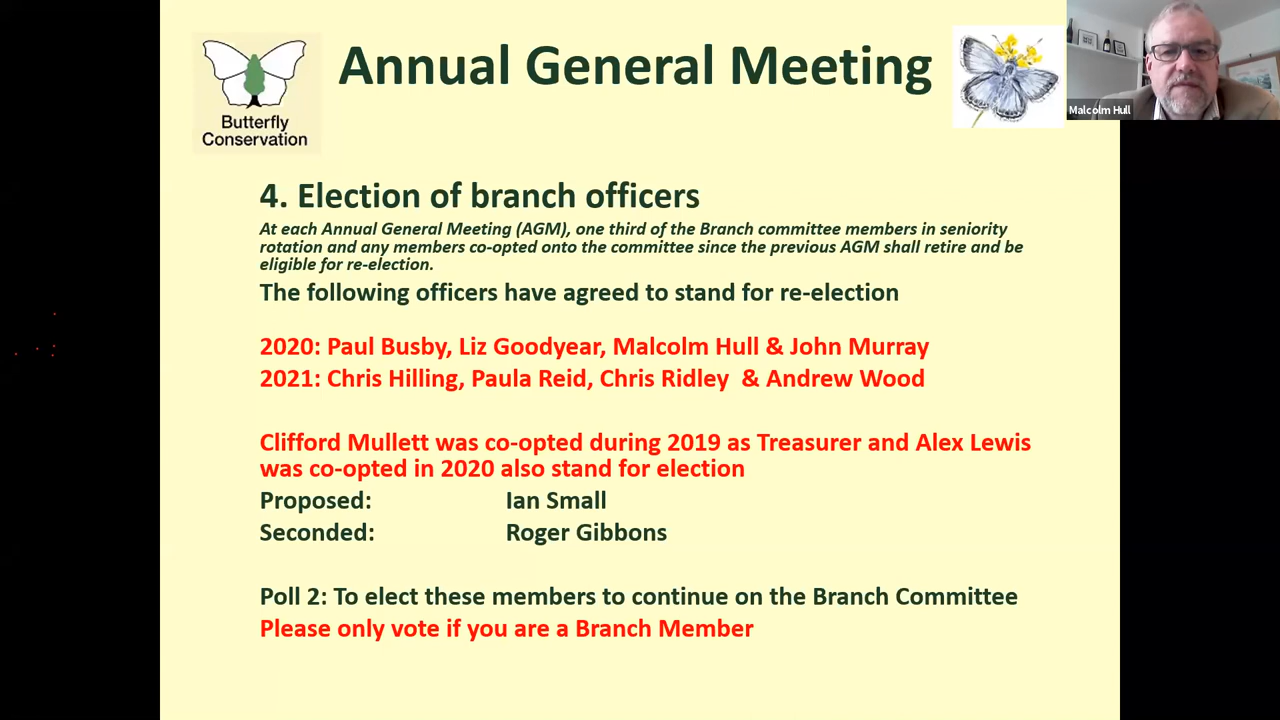 Annual General Meeting
Butterfly
Conservation
Malcolm Hull
4. Election of branch officers
At each Annual General Meeting (AGM), one third of the Branch committee members in seniority
rotation and any members co-opted onto the committee since the previous AGM shall retire and be
eligible for re-election.
The following officers have agreed to stand for re-election
2020: Paul Busby, Liz Goodyear, Malcolm Hull & John Murray
2021: Chris Hilling, Paula Reid, Chris Ridley & Andrew Wood
Clifford Mullett was co-opted during 2019 as Treasurer and Alex Lewis
was co-opted in 2020 also stand for election
Proposed: Ian Small
Seconded: Roger Gibbons
Poll 2: To elect these members to continue on the Branch Committee
Please only vote if you are a Branch Member